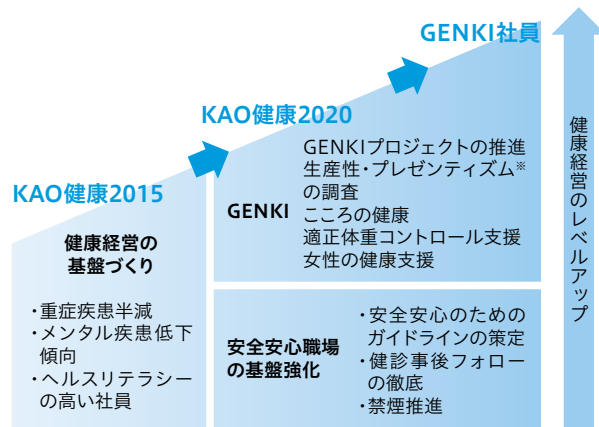 GENKI社員
KAO健康2020
KAO健康2015
健康経営の
基盤づくり
・重症疾患半減
・メンタル疾患低下
傾向
・ヘルスリテラシー
の高い社員
GENKI
GENKIプロジェクトの推進
生産性・プレゼンティズム※
の調査
こころの健康
適正体重コントロール支援
女性の健康支援
安全安心職場
の基盤強化
・安全安心のための
ガイドラインの策定
・健診事後フォロー
の徹底
・禁煙推進
健康経営のレベルアップ